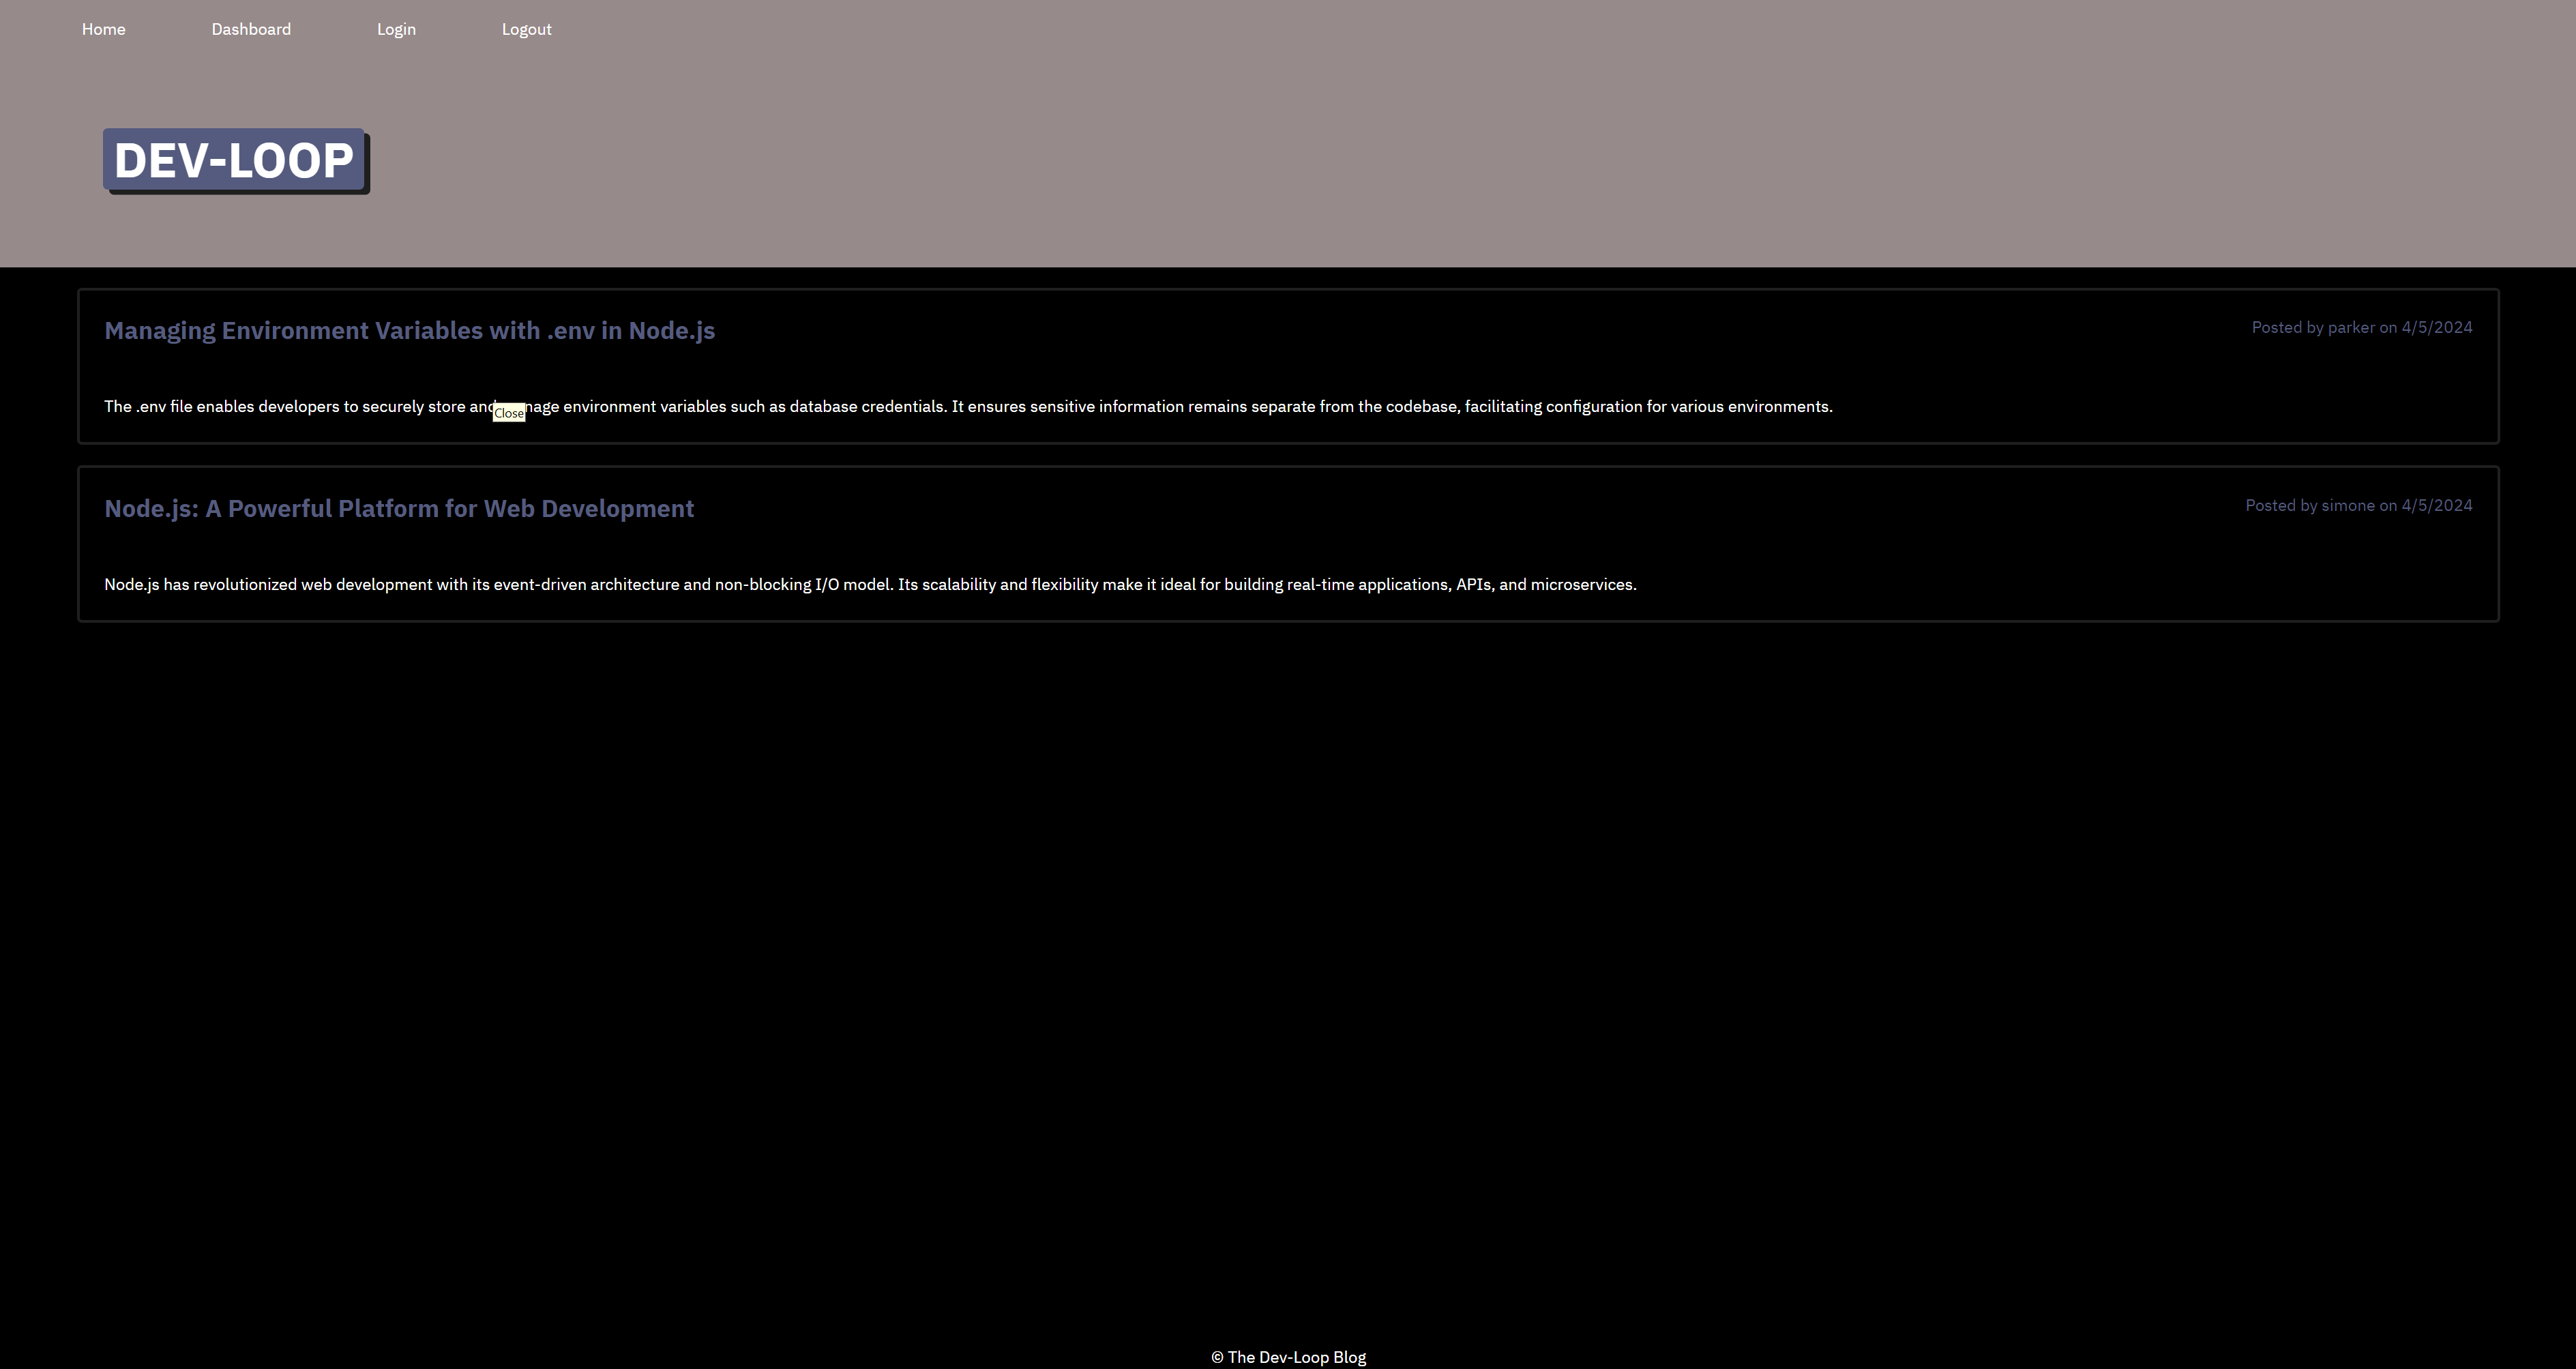 Home Dashboard Login Logout
DEV-LOOP
Managing Environment Variables with .env in Node.js
Posted by parker on 4/5/2024
The .env file enables developers to securely store and nage environment variables such as database credentials. It ensures sensitive information remains separate from the codebase, facilitating configuration for various environments.
Close
Node.js: A Powerful Platform for Web Development
Posted by simone on 4/5/2024
Node.js has revolutionized web development with its event-driven architecture and non-blocking I/O model. Its scalability and flexibility make it ideal for building real-time applications, APIs, and microservices.
© The Dev-Loop Blog